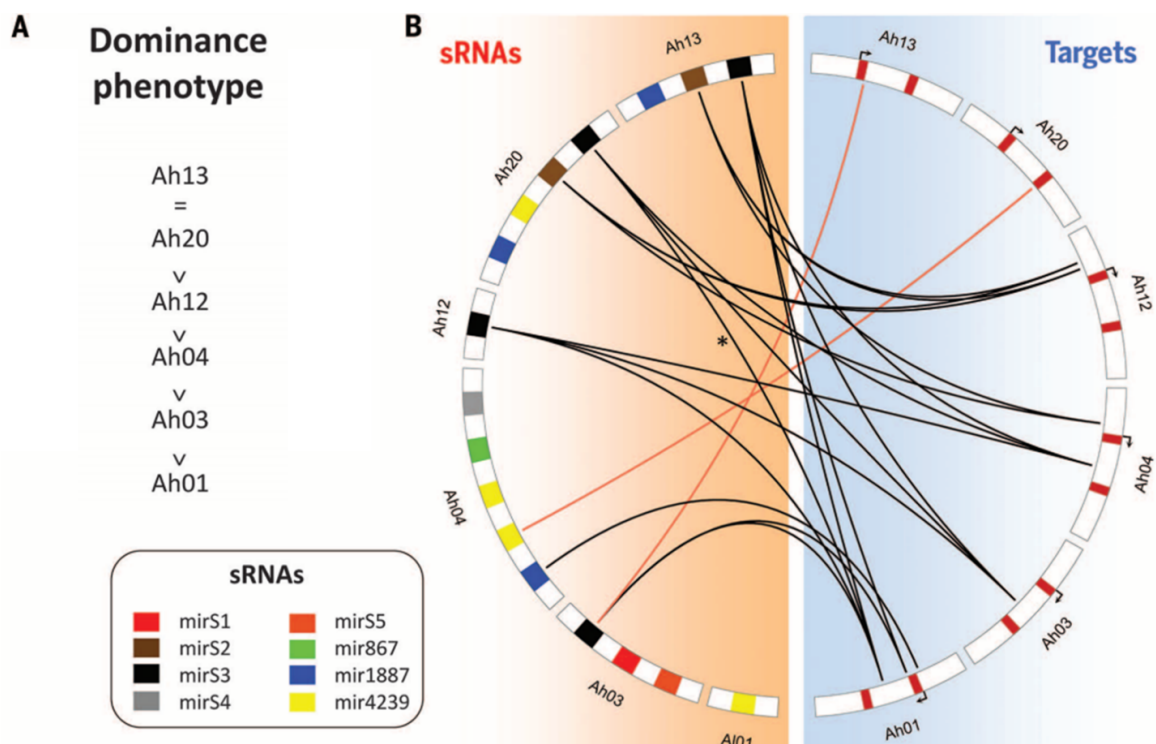 A
Dominance
phenotype
Ah13
=
Ah20
v
Ah12
v
Ah04
v
Ah03
v
Ah01
sRNAs
mirS1
mirS2
mirS3
mirS4
mirS5
mir867
mir1887
mir4239
B
sRNAs
Targets
Ah13
Ah20
Ah12
Ah04
Ah03
Al01
*
Ah13
Ah20
Ah12
Ah04
Ah03
Ah01